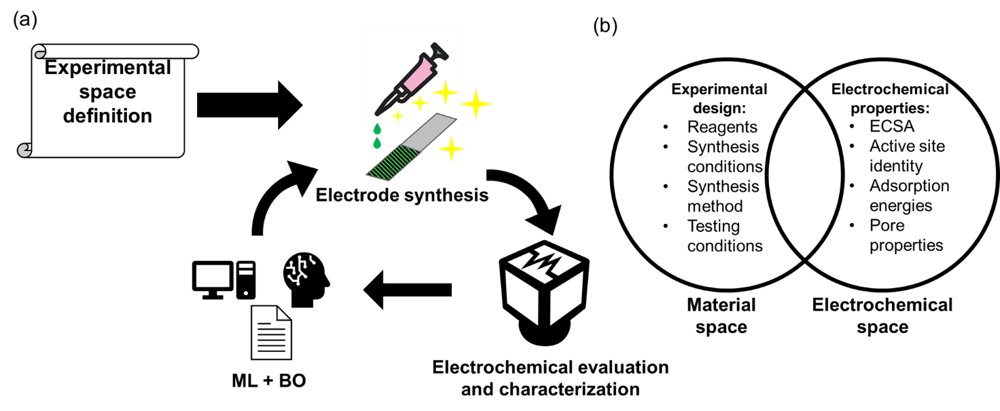 (a)
Experimental
space
definition
Electrode synthesis
ML + BO
Electrochemical evaluation
and characterization
(b)
Experimental
design:
• Reagents
• Synthesis
conditions
• Synthesis
method
• Testing
conditions
Material
space
Electrochemical
properties:
• ECSA
• Active site
identity
• Adsorption
energies
• Pore
properties
Electrochemical
space